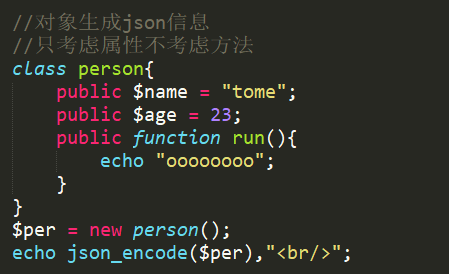 //对象生成json信息
//只考虑属性不考虑方法
class person{
    public $name = "tome";
    public $age = 23;
    public function run(){
        echo "oooooooo";
    }
}
$per = new person();
echo json_encode($per),"<br/>";